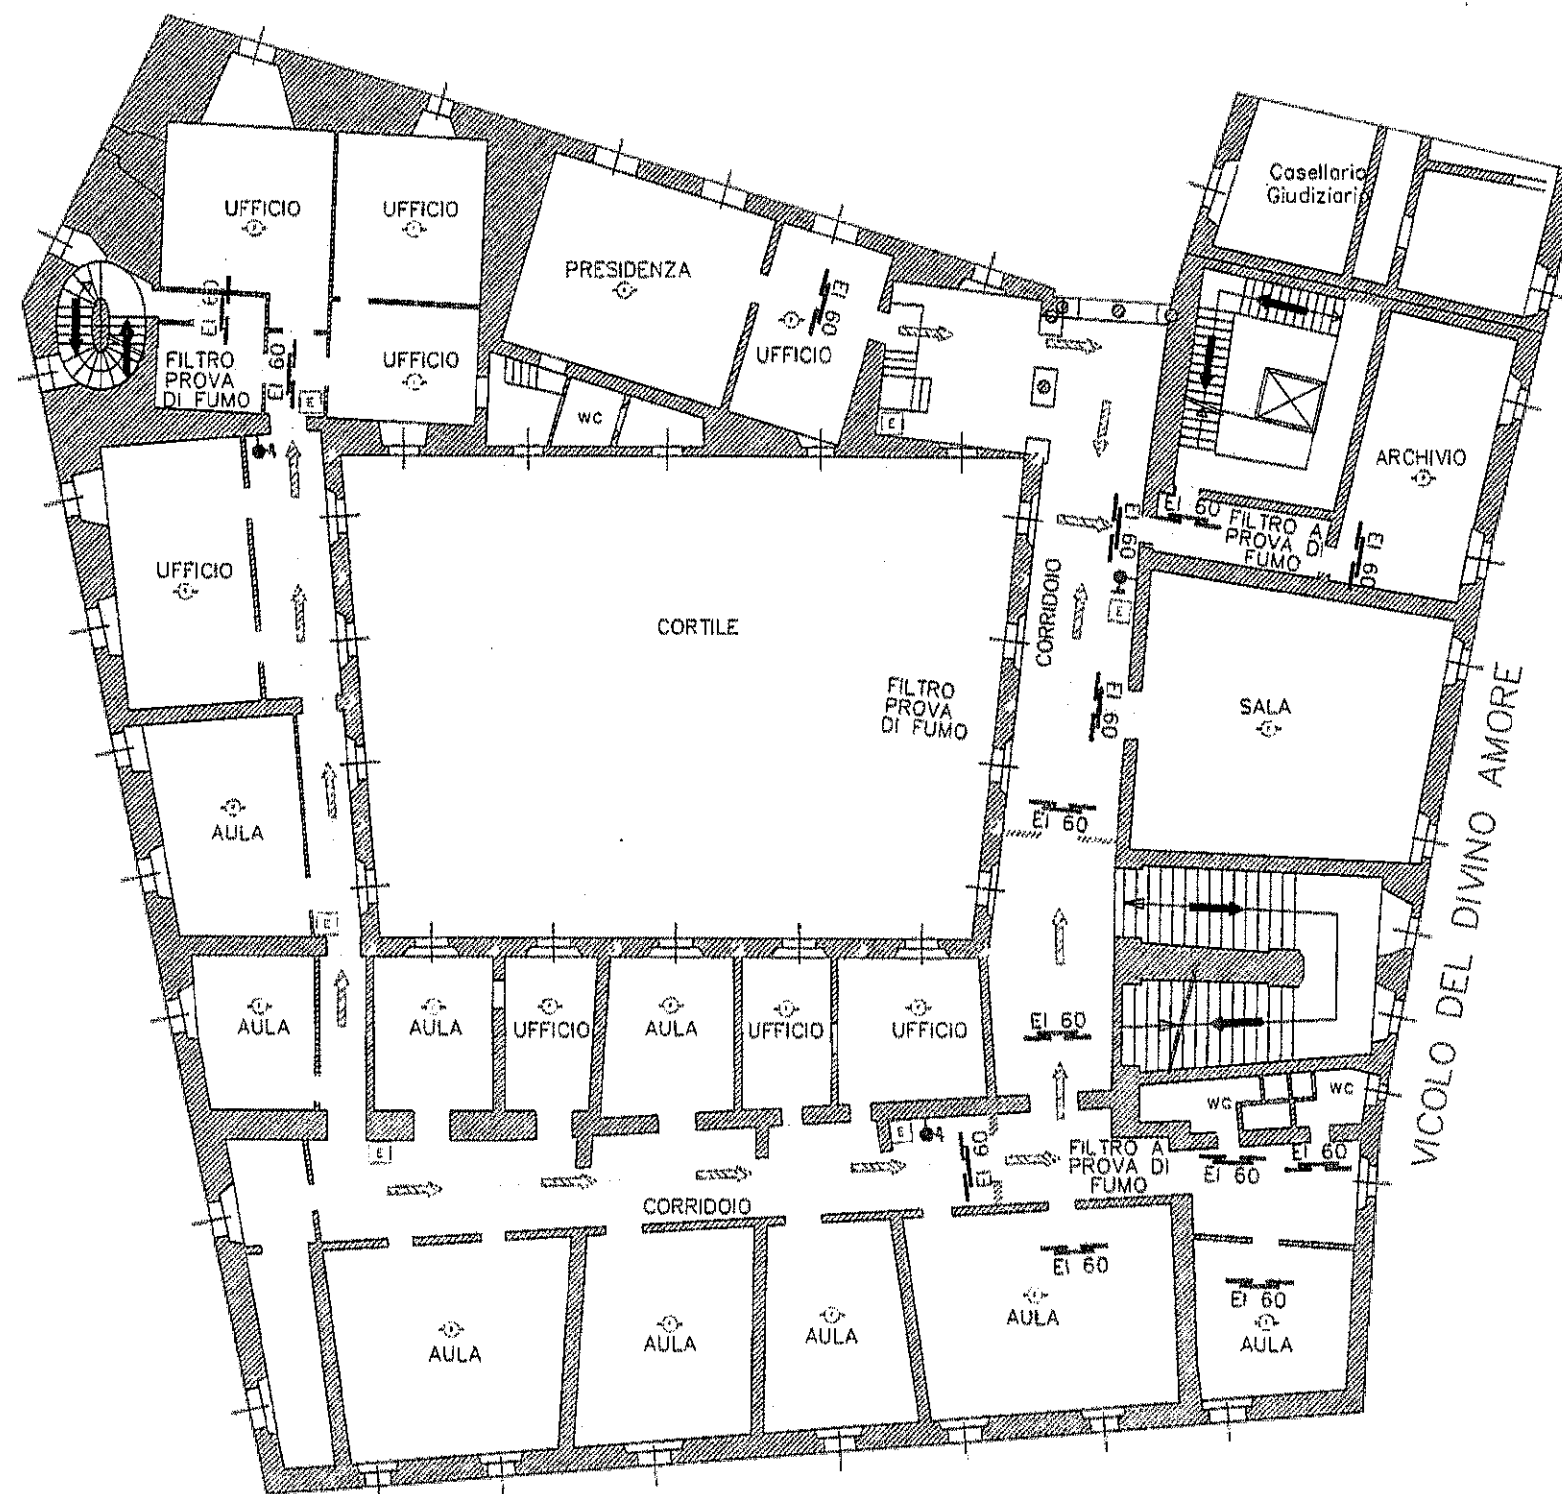 Casellario
Giudiziario
UFFICIO
UFFICIO
PRESIDENZA
EI 60
EI 60
UFFICIO
UFFICIO
FILTRO
PROVA
DI FUMO
EI 60
E
WC
E
ARCHIVIO
EI 60
EI 60
FILTRO A
PROVA DI
FUMO
EI 60
UFFICIO
CORRIDOIO
E
CORTILE
FILTRO
PROVA
DI FUMO
EI 60
SALA
VICOLO DEL DIVINO AMORE
AULA
EI 60
E
AULA
AULA
UFFICIO
AULA
UFFICIO
UFFICIO
EI 60
WC
WC
E
E
EI 60
FILTRO A
PROVA DI
FUMO
EI 60
EI 60
CORRIDOIO
EI 60
EI 60
AULA
AULA
AULA
AULA
AULA